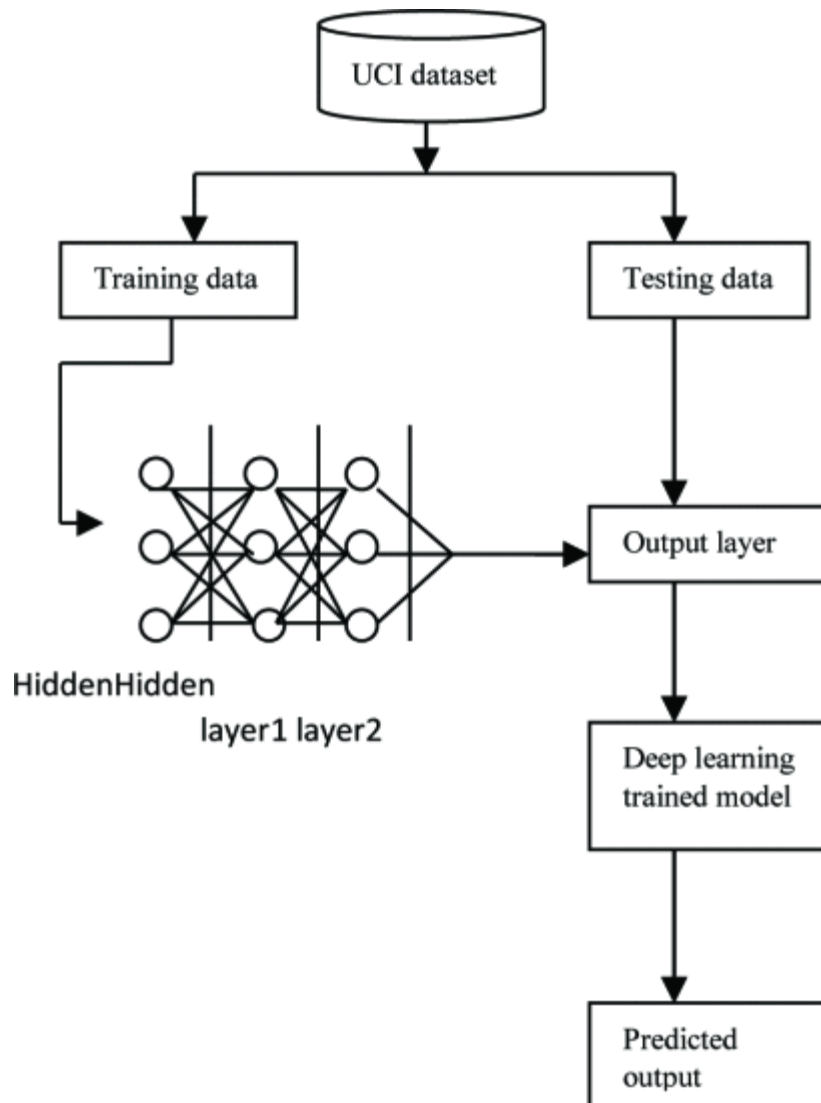 UCI dataset
Training data
Testing data
Output layer
HiddenHidden
layer1 layer2
Deep learning
trained model
Predicted
output